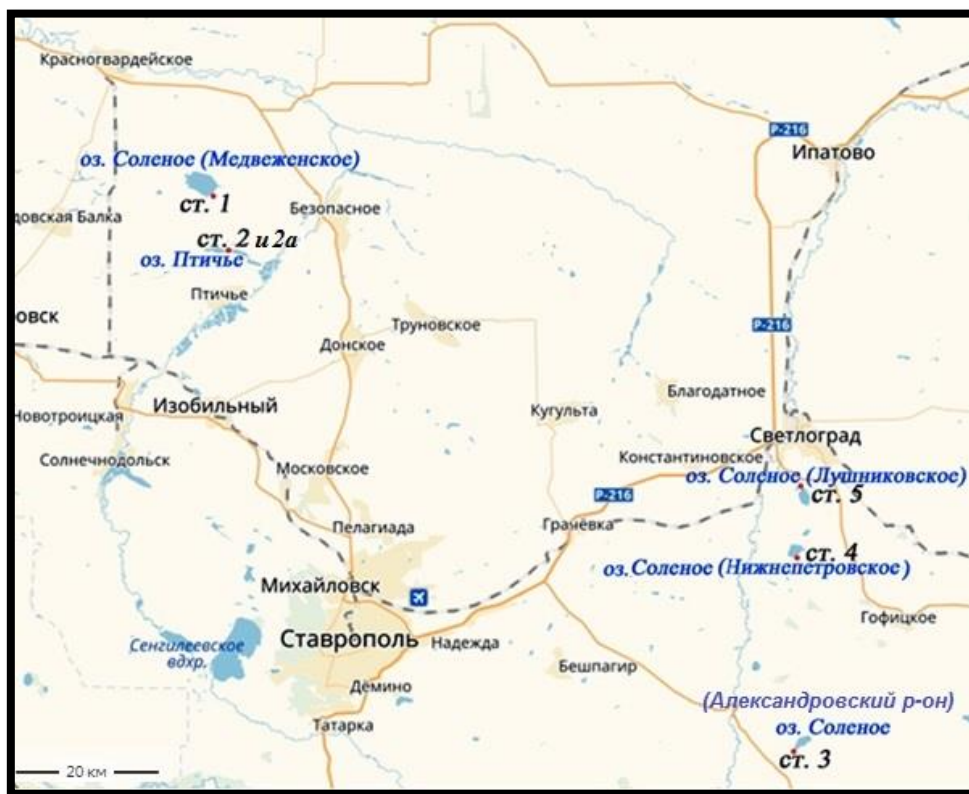 Красногвардейское
Р-216
Ипатово
оз. Соленое (Медвеженское)
ст. 1
Безопасное
довская Балка
ст. 2 и 2а
оз. Птичье
Птичье
овск
Труновское
Р-216
Донское
Благодатное
Изобильный
Кугульта
Новотроицкая
Светлоград
Солнечнодольск
Московское
Константиновское
оз. Соленое (Лушниковское)
Р-216
ст. 5
Пелагиада
Грачёвка
ст. 4
оз. Соленое (Нижнепетровское)
Михайловск
Гофицкое
Ставрополь
Сенгилеевское
вдхр.
Надежда
Бешпагир
Дёмино
(Александровский р-он)
Татарка
оз. Соленое
ст. 3
20 км